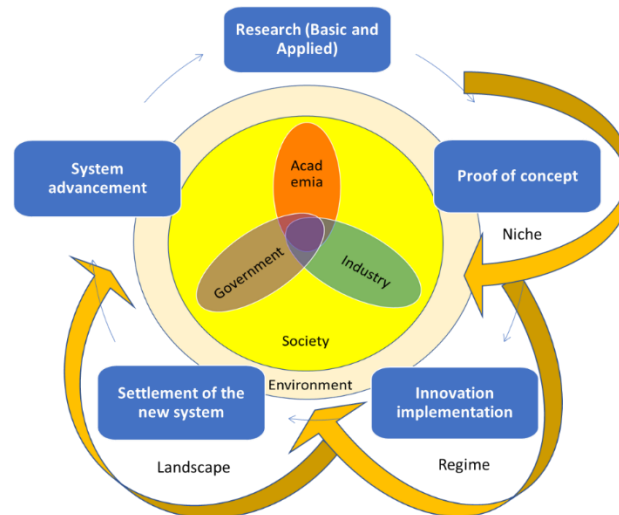 Research (Basic and
Applied)
System
advancement
Acad
emia
Proof of concept
Niche
Government
Industry
Society
Environment
Settlement of the
new system
Innovation
implementation
Landscape
Regime